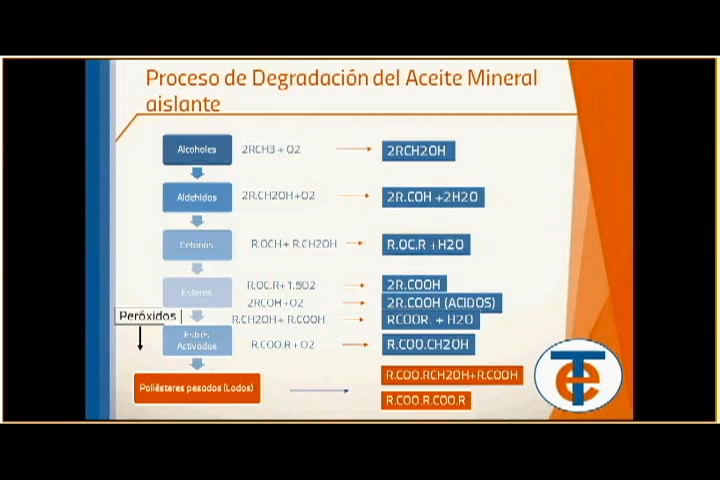 Proceso de Degradación del Aceite Mineral
aislante
Alcoholes 2RCH3 + O2 2RCH2OH
Aldehidos 2R.CH2OH+O2 2R.COH +2H2O
Cetonas R.OCH+ R.CH2OH R.OC.R +H2O
Esteres R.OC.R+1.5O2 2R.COOH
2RCOH+O2 2R.COOH (ACIDOS)
Peróxidos R.CH2OH+ R.COOH RCOOR. + H2O
Estrés
Activados R.COO.R + O2 R.COO.CH2OH
Poliésteres pesados (Lodos) R.COO.RCH2OH+R.COOH
R.COO.R.COO.R
Te